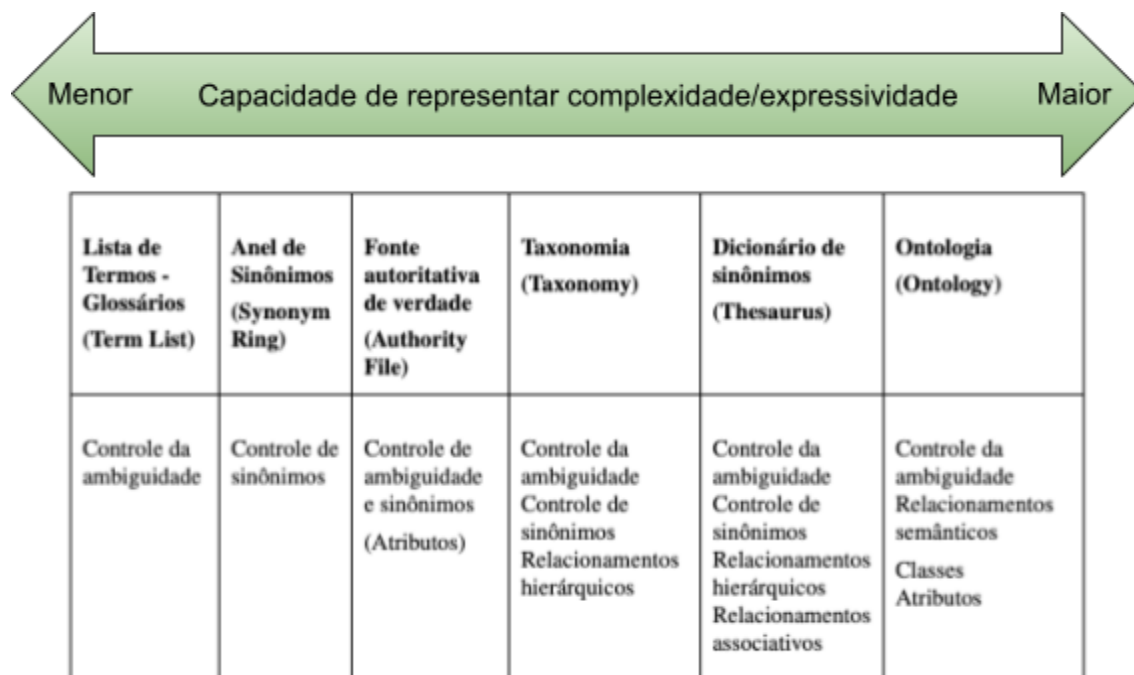 Menor Capacidade de representar complexidade/expressividade Maior
Lista de
Termos -
Glossários
(Term List)
Anel de
Sinônimos
(Synonym
Ring)
Fonte
autoritativa
de verdade
(Authority
File)
Taxonomia
(Taxonomy)
Dicionário de
sinônimos
(Thesaurus)
Ontologia
(Ontology)
Controle da
ambiguidade
Controle de
sinônimos
Controle de
ambiguidade
e sinônimos
(Atributos)
Controle da
ambiguidade
Controle de
sinônimos
Relacionamentos
hierárquicos
Controle da
ambiguidade
Controle de
sinônimos
Relacionamentos
hierárquicos
Relacionamentos
associativos
Controle da
ambiguidade
Relacionamentos
semânticos
Classes
Atributos